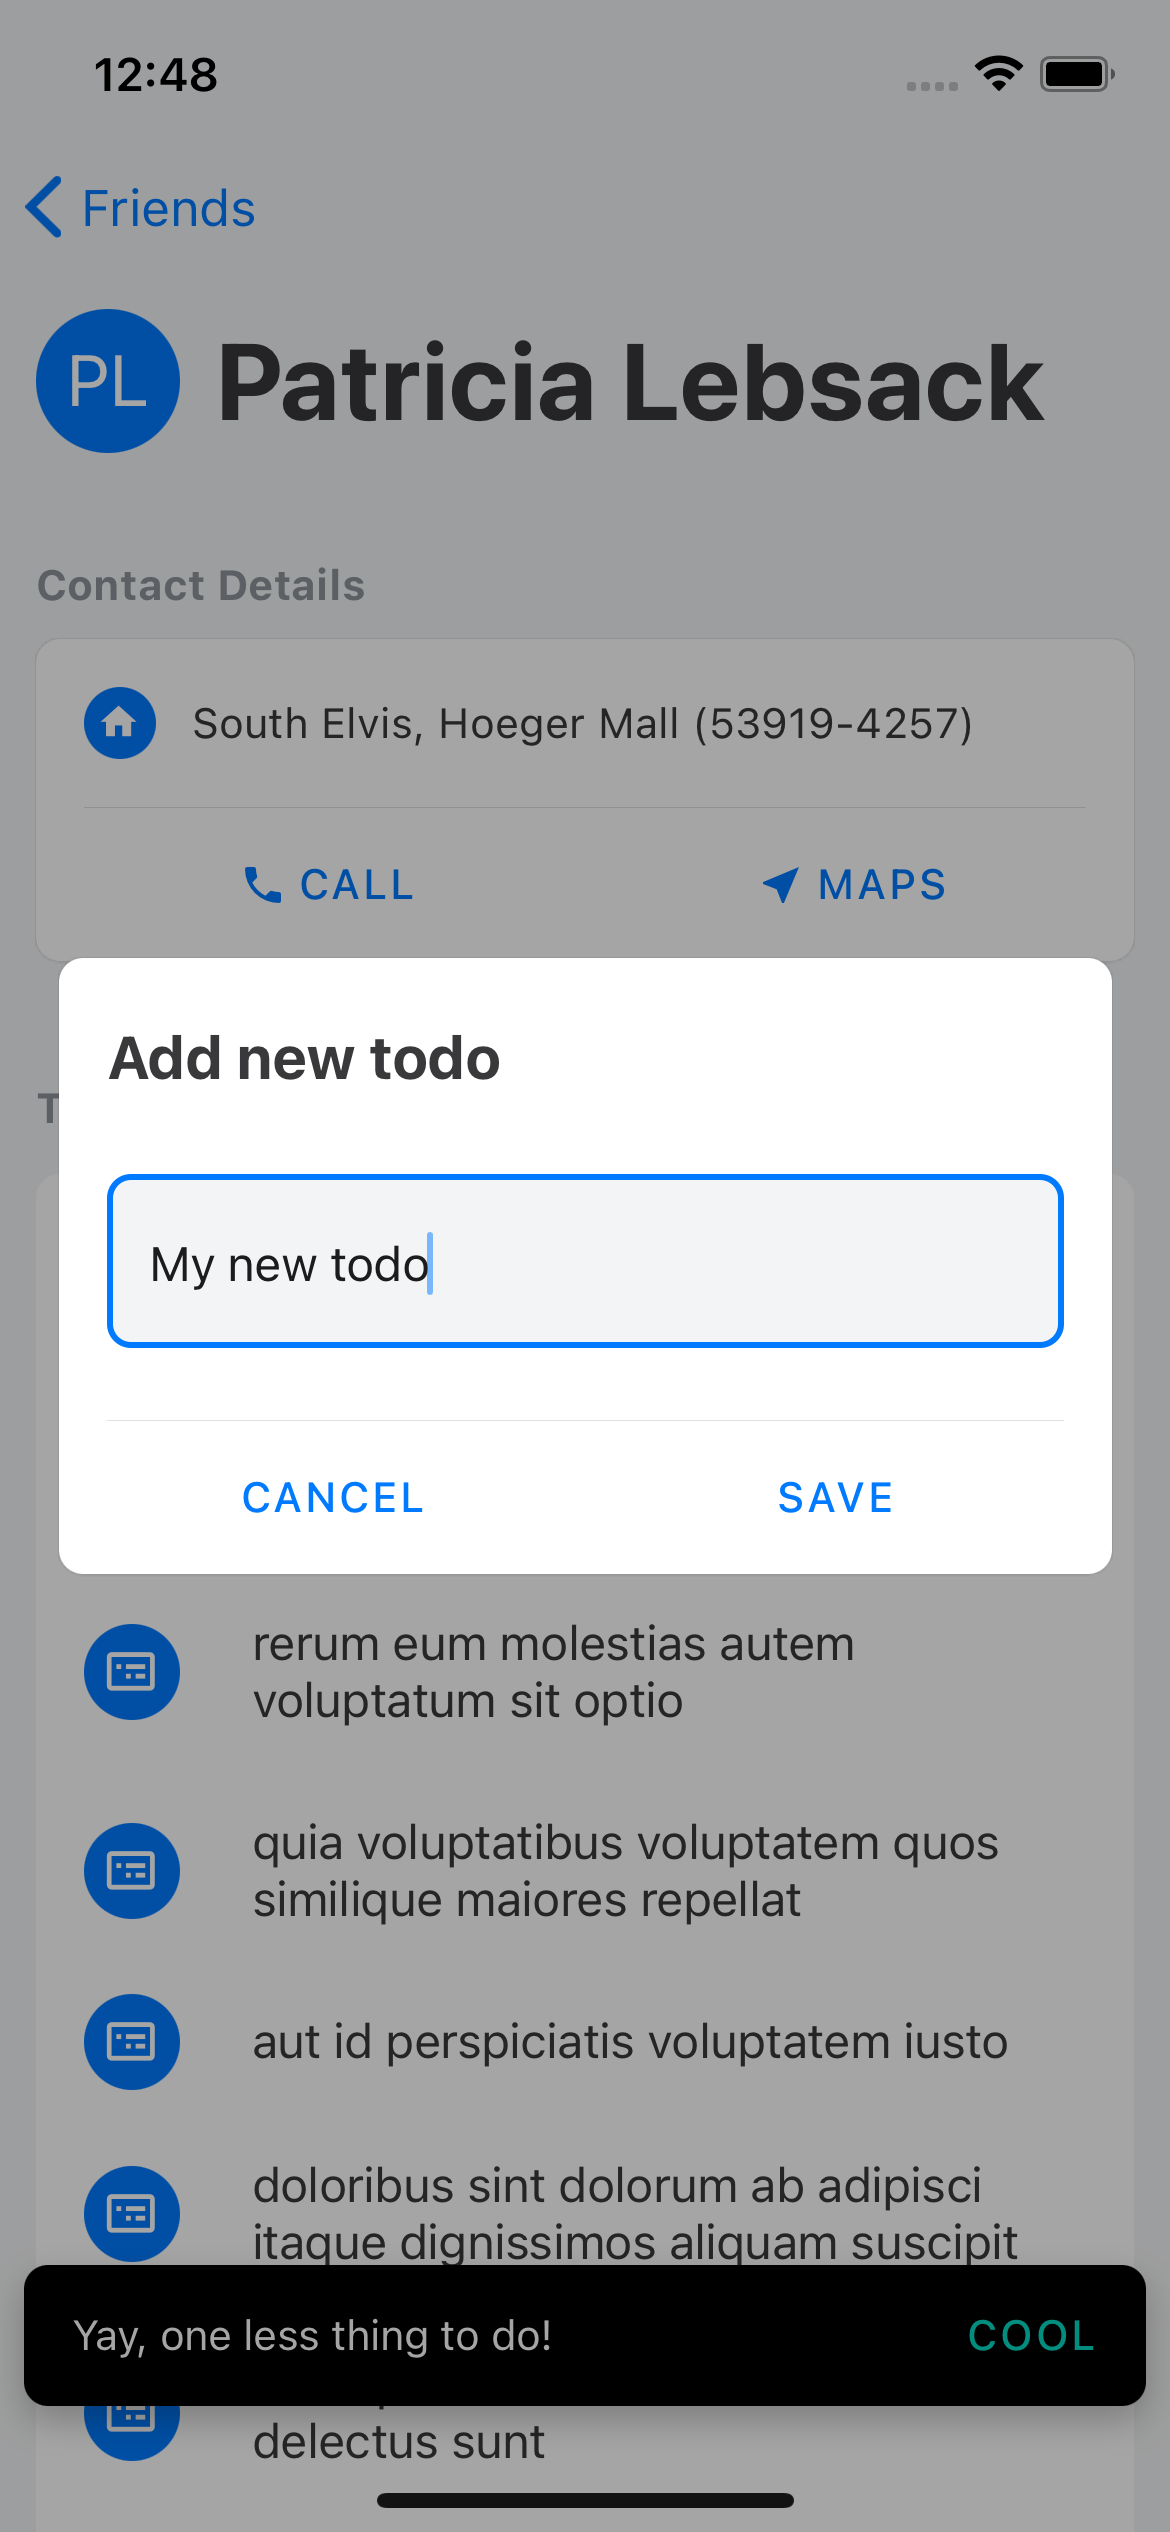 12:48
Friends
PL
Patricia Lebsack
Contact Details
South Elvis, Hoeger Mall (53919-4257)
CALL
MAPS
Add new todo
My new todo
CANCEL
SAVE
rerum eum molestias autem
voluptatum sit optio
quia voluptatibus voluptatem quos
similique maiores repellat
aut id perspiciatis voluptatem iusto
doloribus sint dolorum ab adipisci
itaque dignissimos aliquam suscipit
Yay, one less thing to do!
COOL
delectus sunt